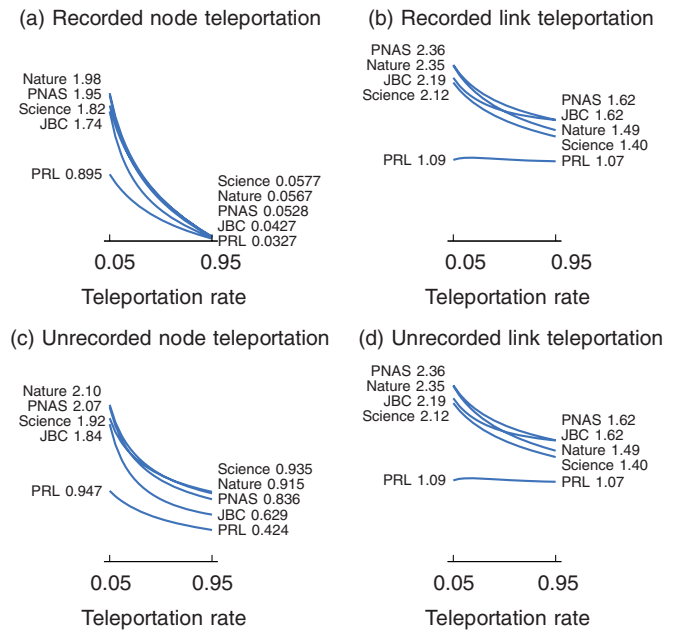 (a) Recorded node teleportation
Nature 1.98
PNAS 1.95
Science 1.82
JBC 1.74
PRL 0.895
Science 0.0577
Nature 0.0567
PNAS 0.0528
JBC 0.0427
PRL 0.0327
0.05 0.95
Teleportation rate
(b) Recorded link teleportation
PNAS 2.36
Nature 2.35
JBC 2.19
Science 2.12
PRL 1.09
PNAS 1.62
JBC 1.62
Nature 1.49
Science 1.40
PRL 1.07
0.05 0.95
Teleportation rate
(c) Unrecorded node teleportation
Nature 2.10
PNAS 2.07
Science 1.92
JBC 1.84
PRL 0.947
Science 0.935
Nature 0.915
PNAS 0.836
JBC 0.629
PRL 0.424
0.05 0.95
Teleportation rate
(d) Unrecorded link teleportation
PNAS 2.36
Nature 2.35
JBC 2.19
Science 2.12
PRL 1.09
PNAS 1.62
JBC 1.62
Nature 1.49
Science 1.40
PRL 1.07
0.05 0.95
Teleportation rate